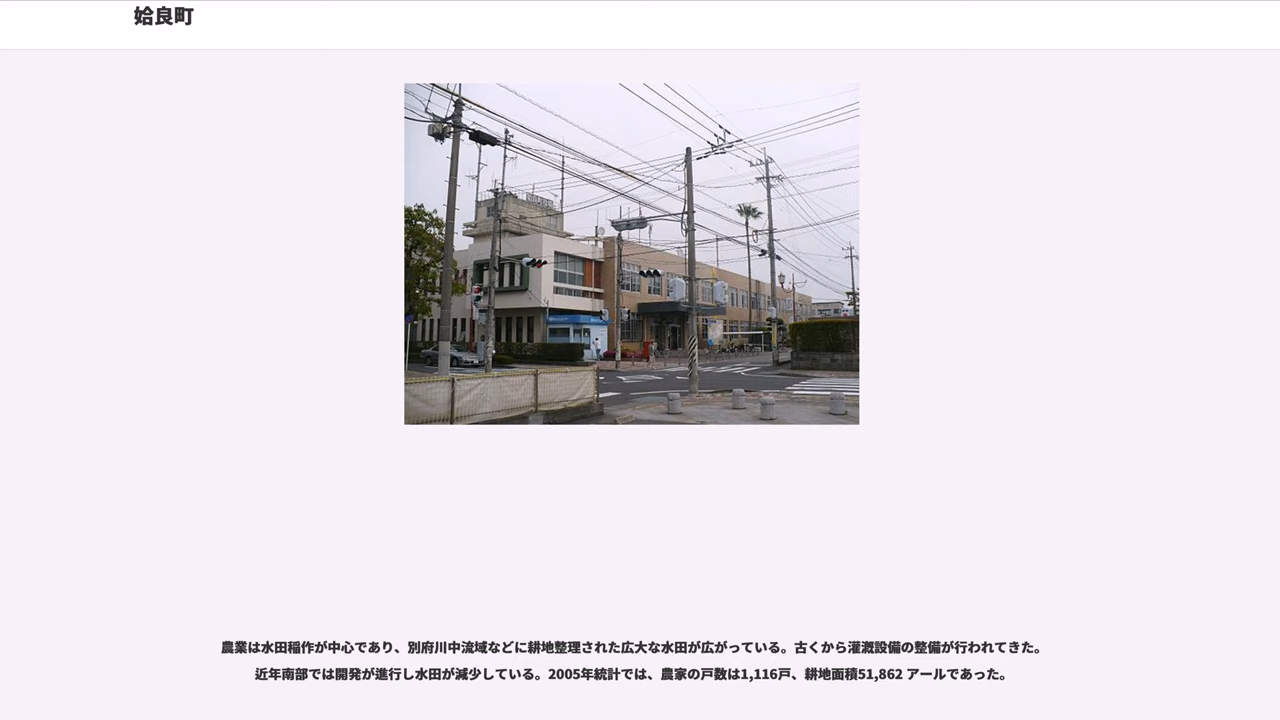 姶良町
農業は水田稲作が中心であり、別府川中流域などに耕地整理された広大な水田が広がっている。古くから灌漑設備の整備が行われてきた。
近年南部では開発が進行し水田が減少している。2005年統計では、農家の戸数は1,116戸、耕地面積51,862 アールであった。